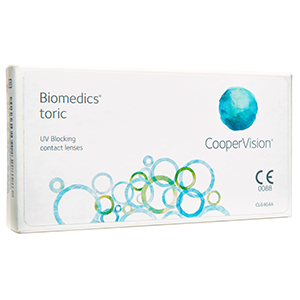 Biomedics®
toric
UV Blocking
contact lenses
CooperVision®
CE
0088